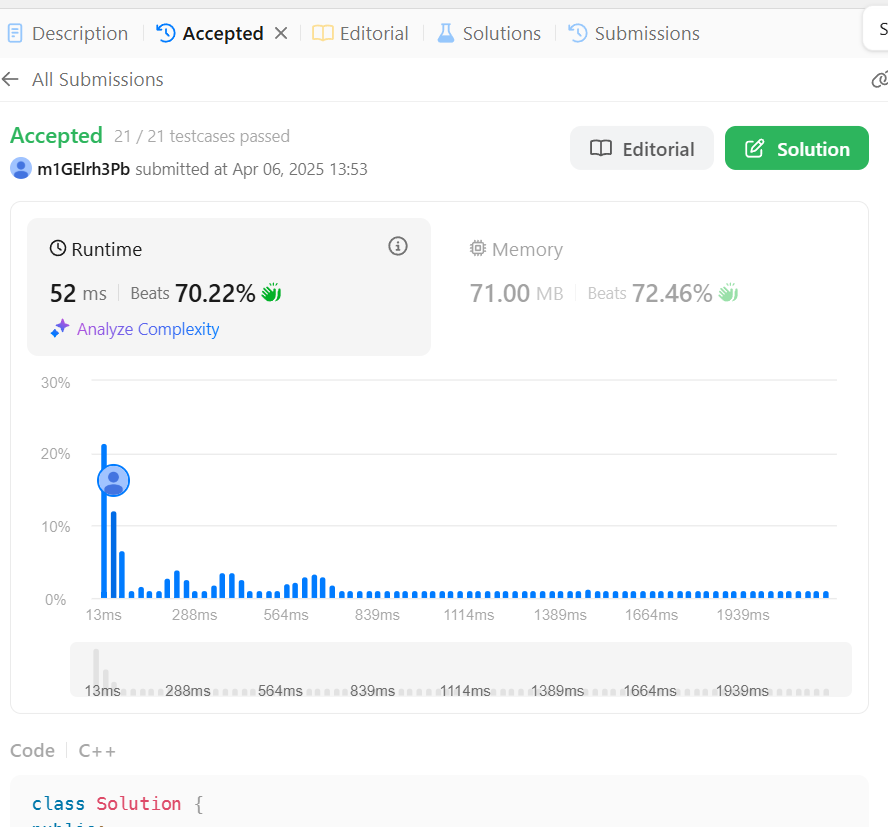 Description Accepted Editorial Solutions Submissions
All Submissions
Accepted 21 / 21 testcases passed
m1GElrh3Pb submitted at Apr 06, 2025 13:53
Editorial Solution
Runtime
52 ms Beats 70.22%
Analyze Complexity
Memory
71.00 MB Beats 72.46%
30%
20%
10%
0%
13ms 288ms 564ms 839ms 1114ms 1389ms 1664ms 1939ms
13ms 288ms 564ms 839ms 1114ms 1389ms 1664ms 1939ms
Code C++
class Solution {
public: